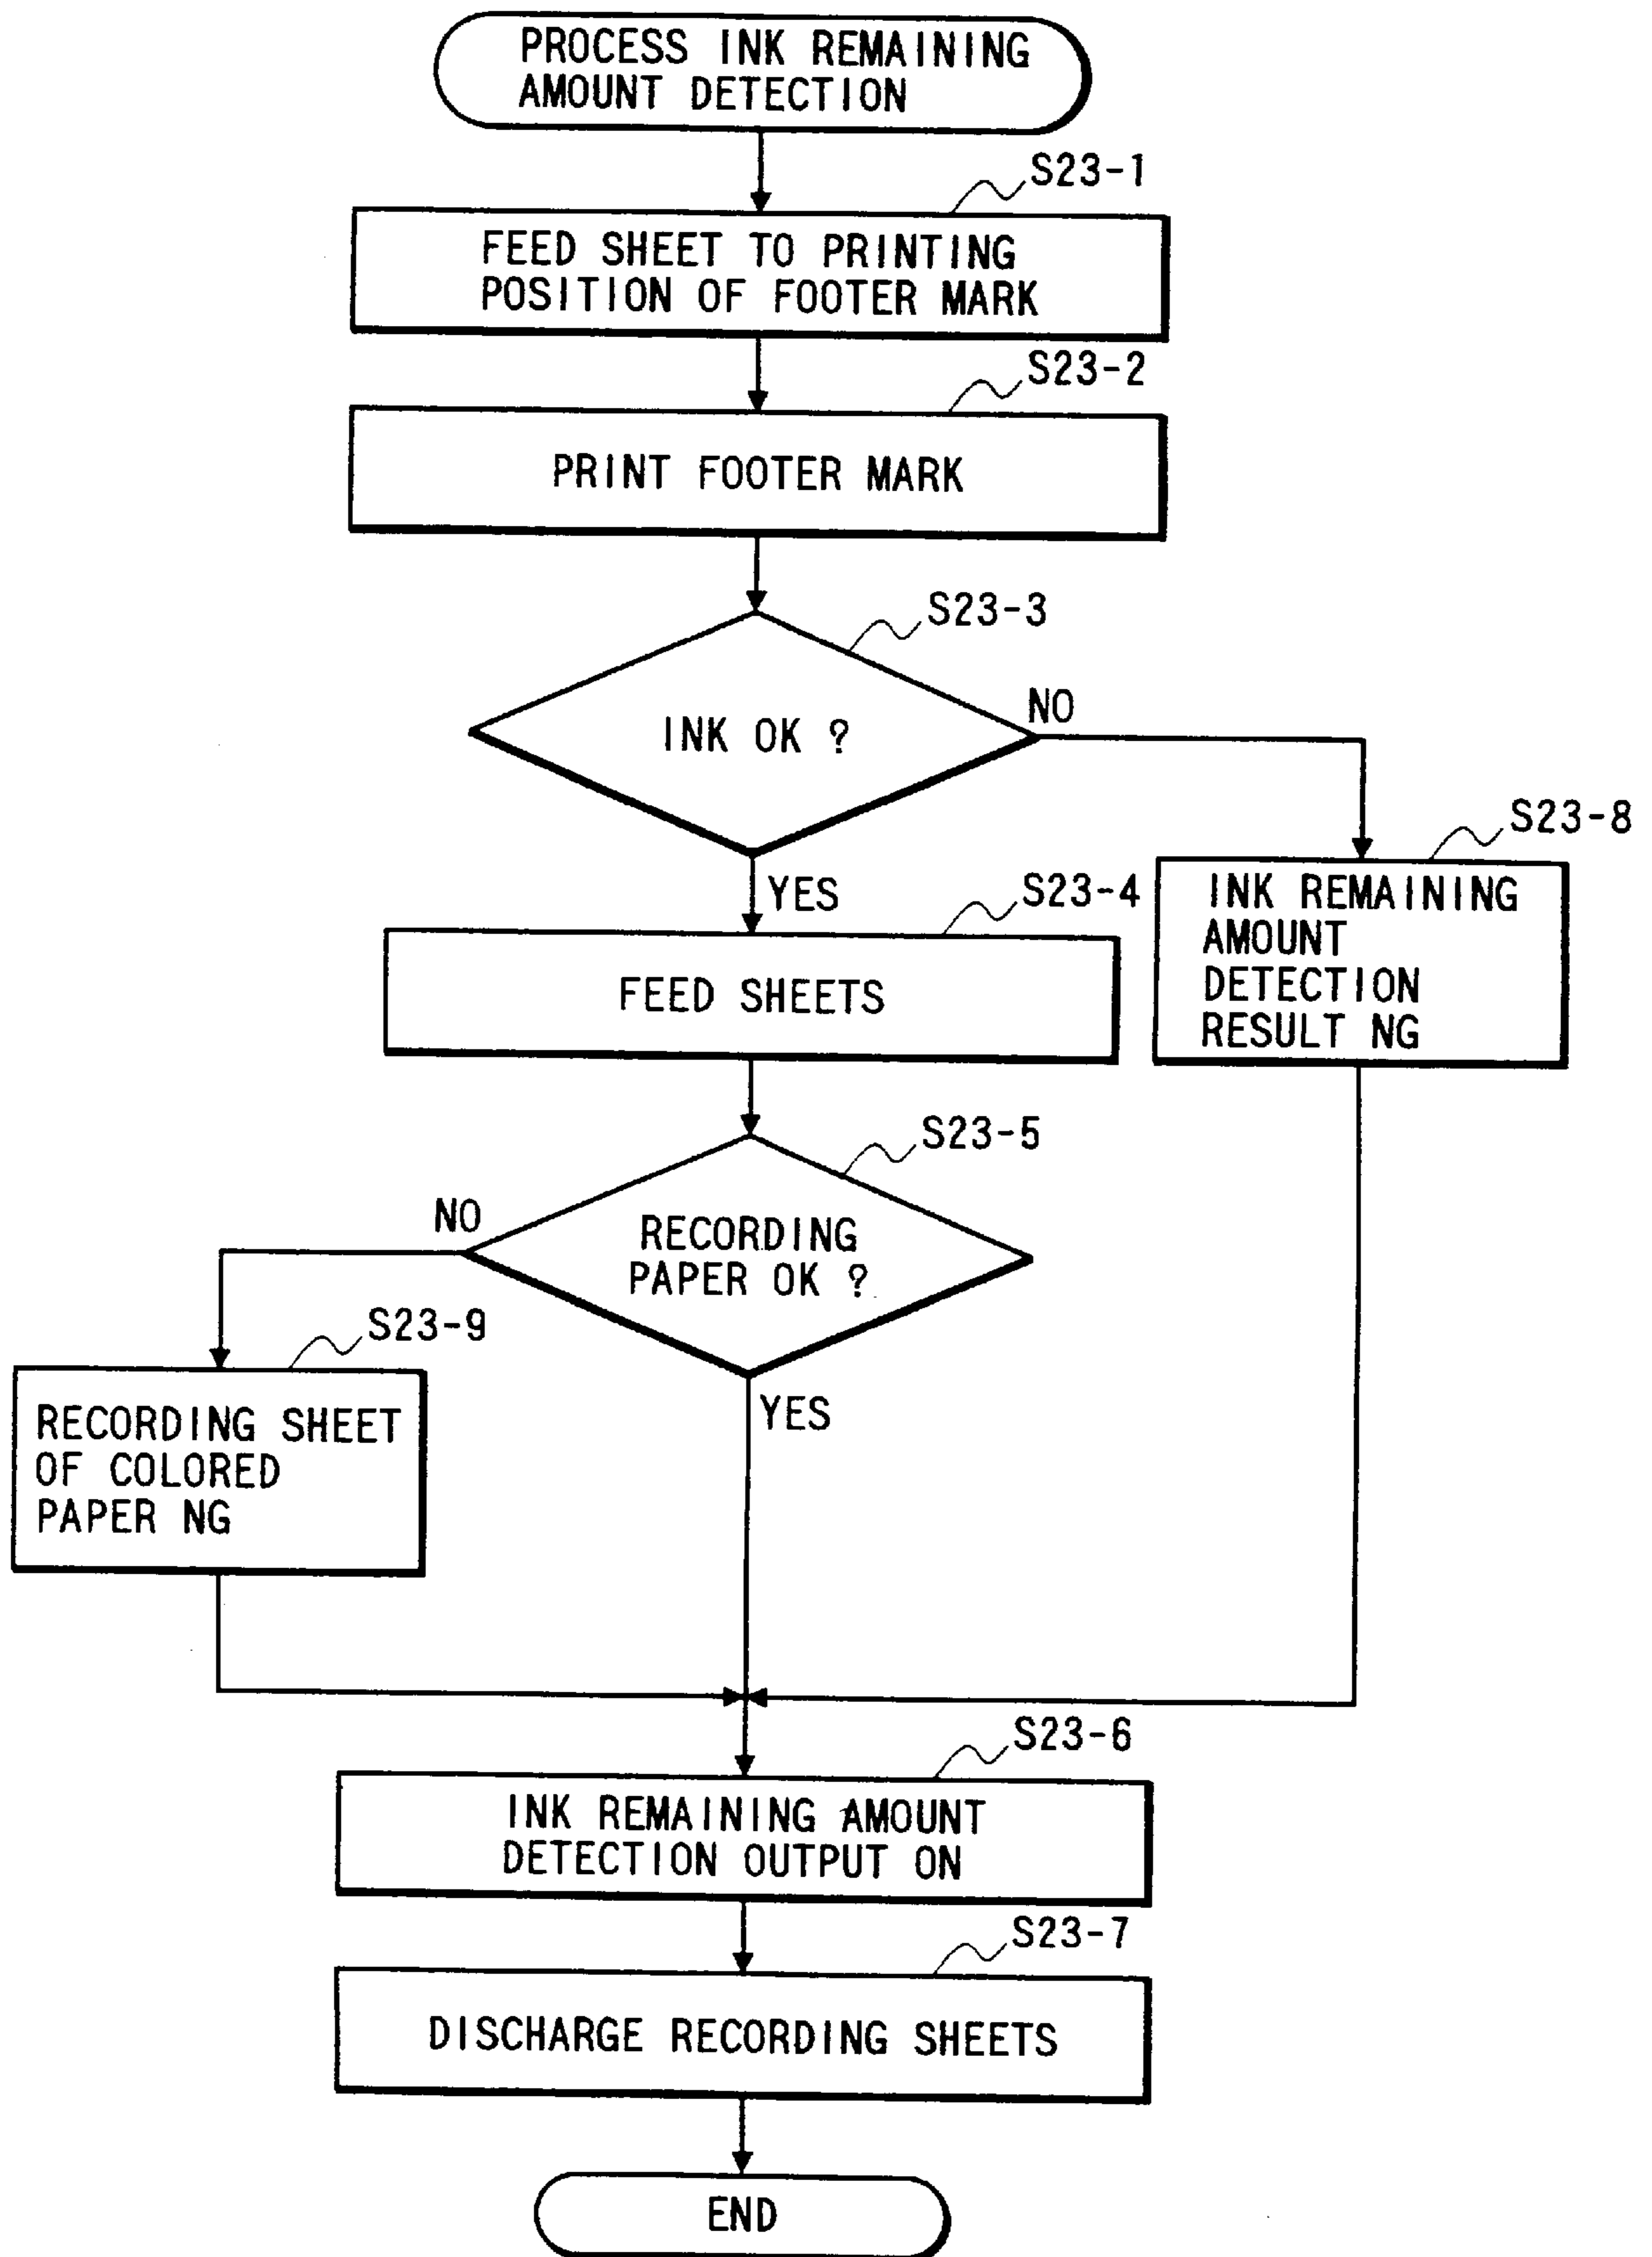 PROCESS INK REMAINING
AMOUNT DETECTION
S23-1
FEED SHEET TO PRINTING
POSITION OF FOOTER MARK
S23-2
PRINT FOOTER MARK
S23-3
INK OK ?
NO
YES
S23-8
INK REMAINING
AMOUNT
DETECTION
RESULT NG
S23-4
FEED SHEETS
S23-5
RECORDING
PAPER OK ?
NO
YES
S23-9
RECORDING SHEET
OF COLORED
PAPER NG
S23-6
INK REMAINING AMOUNT
DETECTION OUTPUT ON
S23-7
DISCHARGE RECORDING SHEETS
END